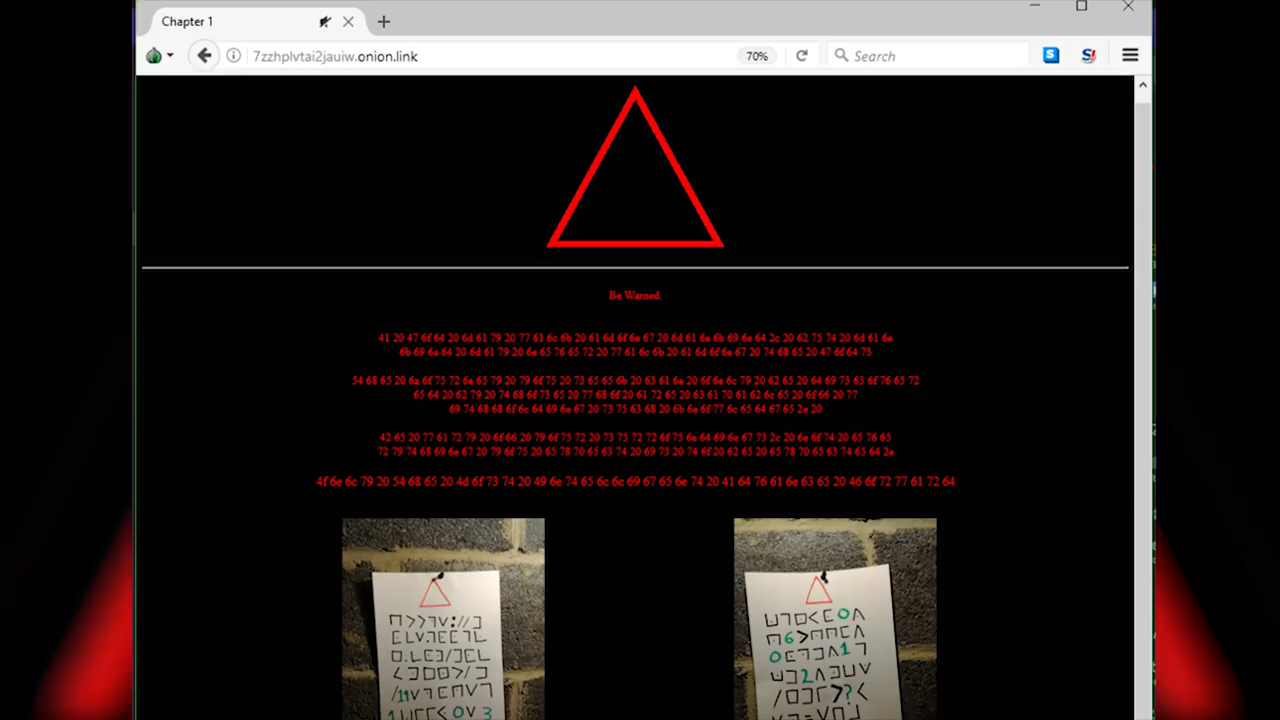 Chapter 1
7zzhplvtai2jauiw.onion.link
70%
Search
Be Warned.
41 20 47 6f 64 20 6d 61 79 20 77 61 6c 6b 20 61 6d 6f 6e 67 20 6d 61 6e 6b 69 6e 64 2c 20 62 75 74 20 6d 61 6e
6b 69 6e 64 20 6d 61 79 20 6e 65 76 65 72 20 77 61 6c 6b 20 61 6d 6f 6e 67 20 74 68 65 20 47 6f 64 73
54 68 65 20 6a 6f 75 72 6e 65 79 20 79 6f 75 20 73 65 65 6b 20 63 61 6e 20 6f 6e 6c 79 20 62 65 20 64 69 73 63 6f 76 65 72
65 64 20 62 79 20 74 68 6f 73 65 20 77 68 6f 20 61 72 65 20 63 61 70 61 62 6c 65 20 6f 66 20 77
69 74 68 68 6f 6c 64 69 6e 67 20 73 75 63 68 20 6b 6e 6f 77 6c 65 64 67 65 2e 20
42 65 20 77 61 72 79 20 6f 66 20 79 6f 75 72 20 73 75 72 72 6f 75 6e 64 69 6e 67 73 2c 20 6e 6f 74 20 65 76 65
72 79 74 68 69 6e 67 20 79 6f 75 20 65 78 70 65 63 74 20 69 73 20 74 6f 20 62 65 20 65 78 70 65 63 74 65 64 2e
4f 6e 6c 79 20 54 68 65 20 4d 6f 73 74 20 49 6e 74 65 6c 6c 69 67 65 6e 74 20 41 64 76 61 6e 63 65 20 46 6f 72 77 61 72 64